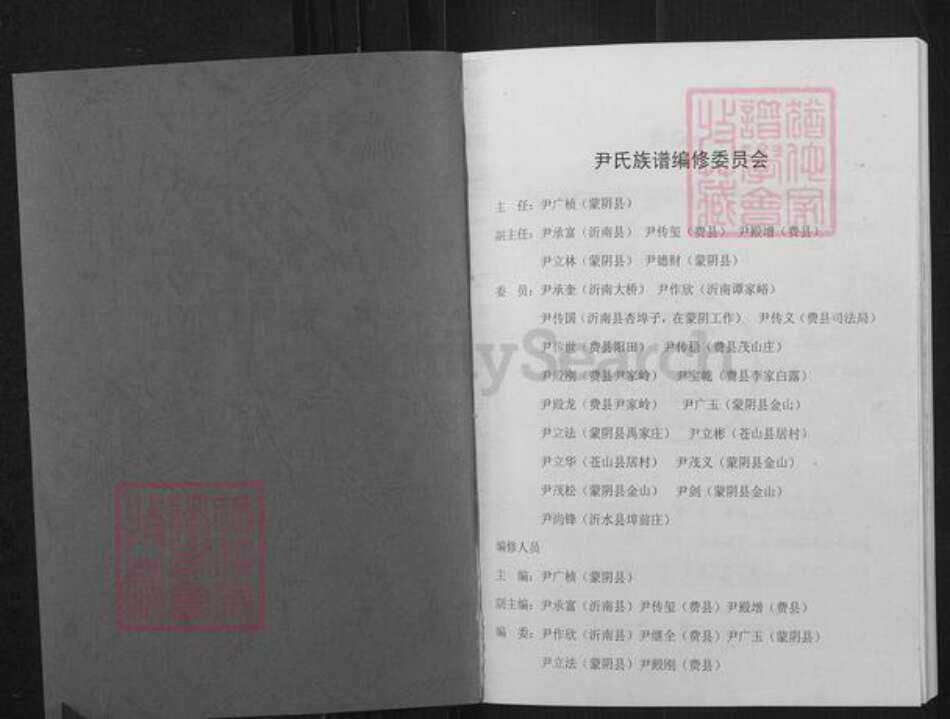 尹氏族谱编修委员会
主 任：尹广桢（蒙阴县）
副主任：尹承富（沂南县） 尹传玺（费县） 尹殿增（费县）
尹立林（蒙阴县） 尹德财（蒙阴县）
委 员：尹承奎（沂南大桥） 尹作欣（沂南谭家峪）
尹传国（沂南县杏埠子，在蒙阴工作） 尹传义（费县司法局）
尹传 （费县阳田） 尹传 （费县茂山庄）
尹殿刚（费县尹家岭） 尹宝乾（费县李家白露）
尹殿龙（费县尹家岭） 尹广玉（蒙阴县金山）
尹立法（蒙阴县禹家庄） 尹立彬（苍山县居村）
尹立华（苍山县居村） 尹茂义（蒙阴县金山）
尹茂松（蒙阴县金山） 尹剑（蒙阴县金山）
尹尚锋（沂水县埠前庄）
编修人员
主 编：尹广桢（蒙阴县）
副主编：尹承富（沂南县）尹传玺（费县）尹殿增（费县）
编 委：尹作欣（沂南县）尹继全（费县）尹广玉（蒙阴县）
尹立法（蒙阴县）尹殿刚（费县）